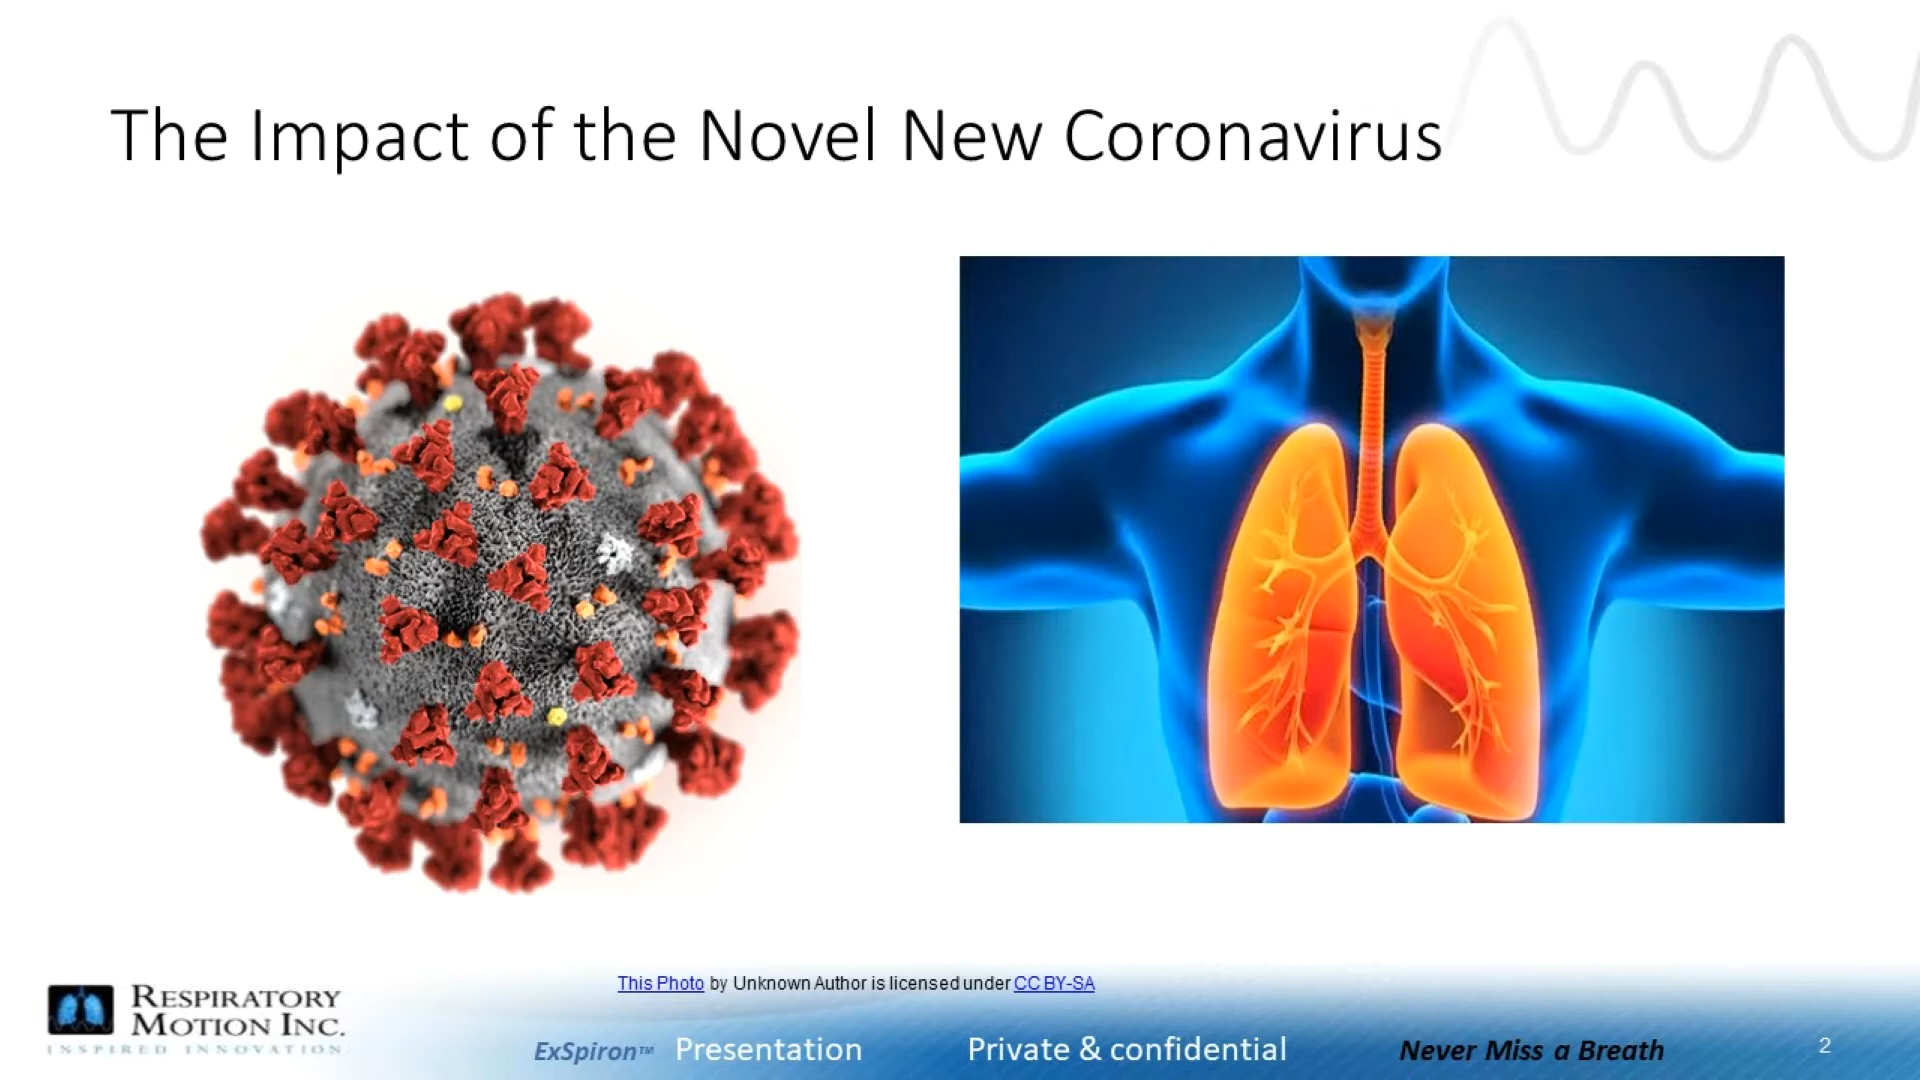 The Impact of the Novel New Coronavirus
This Photo by Unknown Author is licensed under CC BY-SA
RESPIRATORY
MOTION INC.
INSPIRED INNOVATION
ExSpiron™ Presentation Private & confidential Never Miss a Breath 2